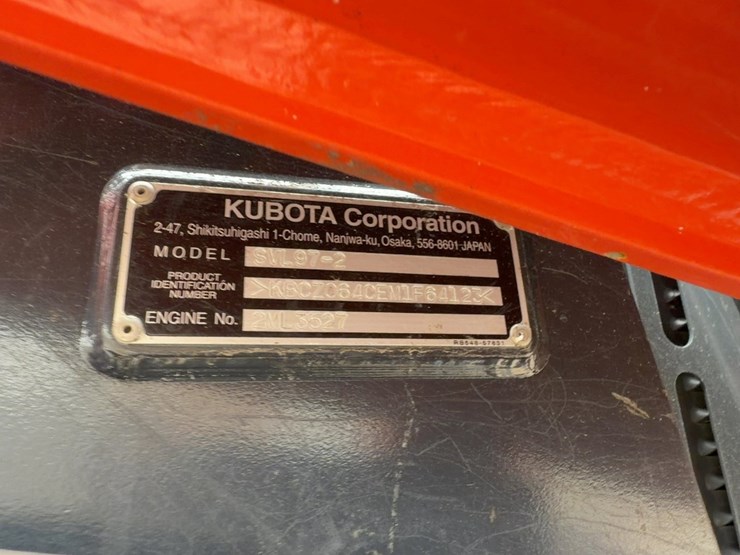 KUBOTA Corporation
2-47, Shikitsuhigashi 1-Chome, Naniwa-ku, Osaka, 556-8601 JAPAN
MODEL SVL97-2
PRODUCT IDENTIFICATION NUMBER >KBCZ064CEM1F64123<
ENGINE No. 2ML3527